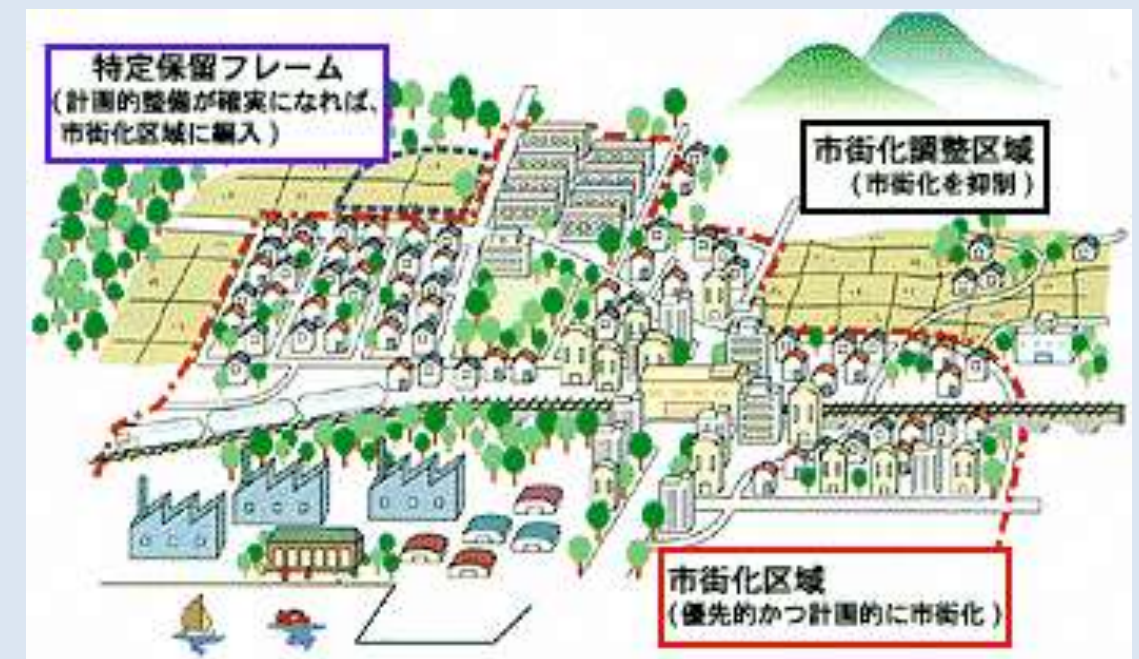 特定保留フレーム
(計画的整備が確実になれば、
市街化区域に編入)
市街化調整区域
(市街化を抑制)
市街化区域
(優先的かつ計画的に市街化)